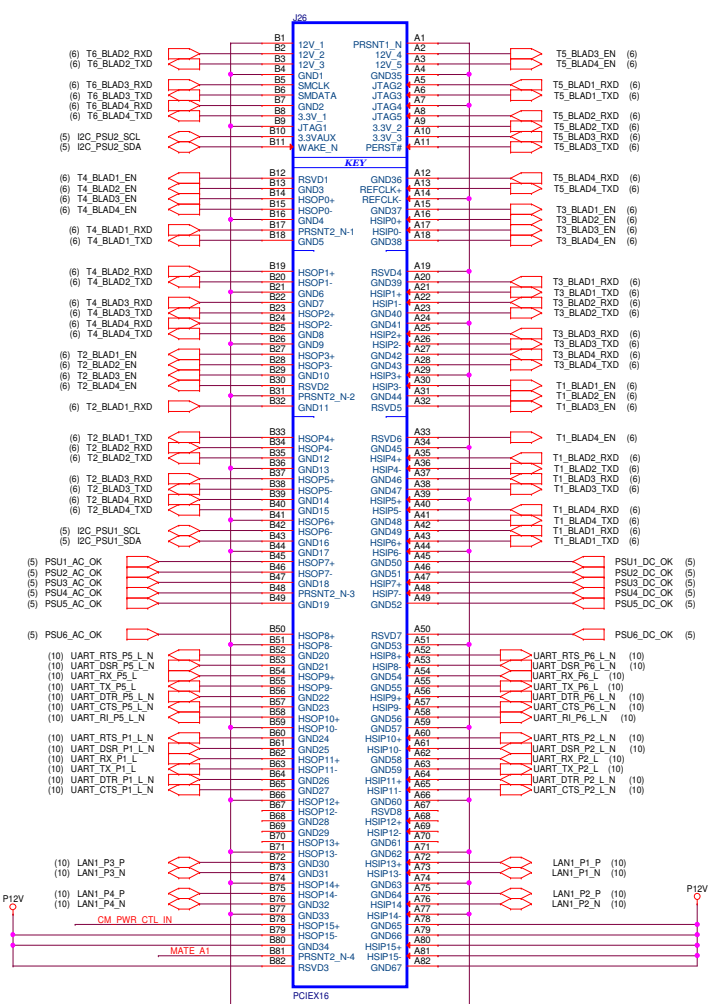 J26
B1 12V_1 PRSNT1_N A1
(6) T6_BLAD2_RXD B2 12V_2 12V_4 A2 T5_BLAD3_EN (6)
(6) T6_BLAD2_TXD B3 12V_3 12V_5 A3 T5_BLAD4_EN (6)
B4 GND1 GND35 A4
(6) T6_BLAD3_RXD B5 SMCLK JTAG2 A5 T5_BLAD1_RXD (6)
(6) T6_BLAD3_TXD B6 SMDATA JTAG3 A6 T5_BLAD1_TXD (6)
(6) T6_BLAD4_RXD B7 GND2 JTAG4 A7
(6) T6_BLAD4_TXD B8 3.3V_1 JTAG5 A8 T5_BLAD2_RXD (6)
B9 JTAG1 3.3V_2 A9 T5_BLAD2_TXD (6)
(5) I2C_PSU2_SCL B10 3.3VAUX 3.3V_3 A10 T5_BLAD3_RXD (6)
(5) I2C_PSU2_SDA B11 WAKE_N PERST# A11 T5_BLAD3_TXD (6)
KEY
(6) T4_BLAD1_EN B12 RSVD1 GND36 A12 T5_BLAD4_RXD (6)
(6) T4_BLAD2_EN B13 GND3 REFCLK+ A13 T5_BLAD4_TXD (6)
(6) T4_BLAD3_EN B14 HSOP0+ REFCLK- A14
(6) T4_BLAD4_EN B15 HSOP0- GND37 A15 T3_BLAD1_EN (6)
B16 GND4 HSIP0+ A16 T3_BLAD2_EN (6)
(6) T4_BLAD1_RXD B17 PRSNT2_N-1 HSIP0- A17 T3_BLAD3_EN (6)
(6) T4_BLAD1_TXD B18 GND5 GND38 A18 T3_BLAD4_EN (6)
(6) T4_BLAD2_RXD B19 HSOP1+ RSVD4 A19
(6) T4_BLAD2_TXD B20 HSOP1- GND39 A20 T3_BLAD1_RXD (6)
B21 GND6 HSIP1+ A21 T3_BLAD1_TXD (6)
(6) T4_BLAD3_RXD B22 GND7 HSIP1- A22 T3_BLAD2_RXD (6)
(6) T4_BLAD3_TXD B23 HSOP2+ GND40 A23 T3_BLAD2_TXD (6)
(6) T4_BLAD4_RXD B24 HSOP2- GND41 A24
(6) T4_BLAD4_TXD B25 GND8 HSIP2+ A25 T3_BLAD3_RXD (6)
B26 GND9 HSIP2- A26 T3_BLAD3_TXD (6)
(6) T2_BLAD1_EN B27 HSOP3+ GND42 A27 T3_BLAD4_RXD (6)
(6) T2_BLAD2_EN B28 HSOP3- GND43 A28 T3_BLAD4_TXD (6)
(6) T2_BLAD3_EN B29 GND10 HSIP3+ A29
(6) T2_BLAD4_EN B30 RSVD2 HSIP3- A30 T1_BLAD1_EN (6)
B31 PRSNT2_N-2 GND44 A31 T1_BLAD2_EN (6)
(6) T2_BLAD1_RXD B32 GND11 RSVD5 A32 T1_BLAD3_EN (6)
(6) T2_BLAD1_TXD B33 HSOP4+ RSVD6 A33 T1_BLAD4_EN (6)
(6) T2_BLAD2_RXD B34 HSOP4- GND45 A34
(6) T2_BLAD2_TXD B35 GND12 HSIP4+ A35 T1_BLAD2_RXD (6)
B36 GND13 HSIP4- A36 T1_BLAD2_TXD (6)
(6) T2_BLAD3_RXD B37 HSOP5+ GND46 A37 T1_BLAD3_RXD (6)
(6) T2_BLAD3_TXD B38 HSOP5- GND47 A38 T1_BLAD3_TXD (6)
(6) T2_BLAD4_RXD B39 GND14 HSIP5+ A39
(6) T2_BLAD4_TXD B40 GND15 HSIP5- A40 T1_BLAD4_RXD (6)
B41 HSOP6+ GND48 A41 T1_BLAD4_TXD (6)
(5) I2C_PSU1_SCL B42 HSOP6- GND49 A42 T1_BLAD1_RXD (6)
(5) I2C_PSU1_SDA B43 GND16 HSIP6+ A43 T1_BLAD1_TXD (6)
B44 GND17 HSIP6- A44
(5) PSU1_AC_OK B45 HSOP7+ GND50 A45 PSU1_DC_OK (5)
(5) PSU2_AC_OK B46 HSOP7- GND51 A46 PSU2_DC_OK (5)
(5) PSU3_AC_OK B47 GND18 HSIP7+ A47 PSU3_DC_OK (5)
(5) PSU4_AC_OK B48 PRSNT2_N-3 HSIP7- A48 PSU4_DC_OK (5)
(5) PSU5_AC_OK B49 GND19 GND52 A49 PSU5_DC_OK (5)
(5) PSU6_AC_OK B50 HSOP8+ RSVD7 A50 PSU6_DC_OK (5)
B51 HSOP8- GND53 A51
(10) UART_RTS_P5_L_N B52 GND20 HSIP8+ A52 UART_RTS_P6_L_N (10)
(10) UART_DSR_P5_L_N B53 GND21 HSIP8- A53 UART_DSR_P6_L_N (10)
(10) UART_RX_P5_L B54 HSOP9+ GND54 A54 UART_RX_P6_L (10)
(10) UART_TX_P5_L B55 HSOP9- GND55 A55 UART_TX_P6_L (10)
(10) UART_DTR_P5_L_N B56 GND22 HSIP9+ A56 UART_DTR_P6_L_N (10)
(10) UART_CTS_P5_L_N B57 GND23 HSIP9- A57 UART_CTS_P6_L_N (10)
(10) UART_RI_P5_L_N B58 HSOP10+ GND56 A58 UART_RI_P6_L_N (10)
B59 HSOP10- GND57 A59
(10) UART_RTS_P1_L_N B60 GND24 HSIP10+ A60 UART_RTS_P2_L_N (10)
(10) UART_DSR_P1_L_N B61 GND25 HSIP10- A61 UART_DSR_P2_L_N (10)
(10) UART_RX_P1_L B62 HSOP11+ GND58 A62 UART_RX_P2_L (10)
(10) UART_TX_P1_L B63 HSOP11- GND59 A63 UART_TX_P2_L (10)
(10) UART_DTR_P1_L_N B64 GND26 HSIP11+ A64 UART_DTR_P2_L_N (10)
(10) UART_CTS_P1_L_N B65 GND27 HSIP11- A65 UART_CTS_P2_L_N (10)
B66 HSOP12+ GND60 A66
B67 HSOP12- RSVD8 A67
B68 GND28 HSIP12+ A68
B69 GND29 HSIP12- A69
B70 HSOP13+ GND61 A70
B71 HSOP13- GND62 A71
(10) LAN1_P3_P B72 GND30 HSIP13+ A72 LAN1_P1_P (10)
(10) LAN1_P3_N B73 GND31 HSIP13- A73 LAN1_P1_N (10)
B74 HSOP14+ GND63 A74
(10) LAN1_P4_P B75 HSOP14- GND64 A75 LAN1_P2_P (10)
(10) LAN1_P4_N B76 GND32 HSIP14 A76 LAN1_P2_N (10)
P12V B77 GND33 HSIP14- A77 P12V
CM_PWR_CTL_IN B78 HSOP15+ GND65 A78
B79 HSOP15- GND66 A79
B80 GND34 HSIP15+ A80
MATE_A1 B81 PRSNT2_N-4 HSIP15- A81
B82 RSVD3 GND67 A82
PCIEX16